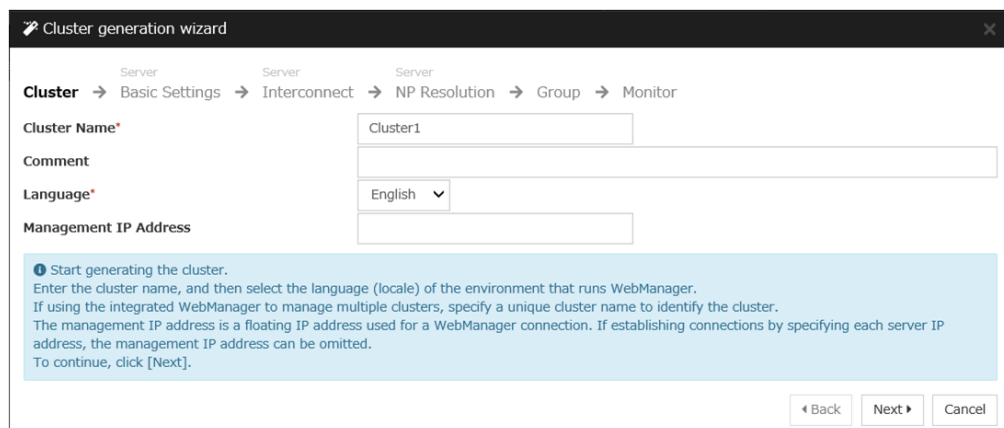 Cluster generation wizard
Server Server Server
Cluster → Basic Settings → Interconnect → NP Resolution → Group → Monitor
Cluster Name* Cluster1
Comment
Language* English
Management IP Address
Start generating the cluster.
Enter the cluster name, and then select the language (locale) of the environment that runs WebManager.
If using the integrated WebManager to manage multiple clusters, specify a unique cluster name to identify the cluster.
The management IP address is a floating IP address used for a WebManager connection. If establishing connections by specifying each server IP
address, the management IP address can be omitted.
To continue, click [Next].
Back Next Cancel